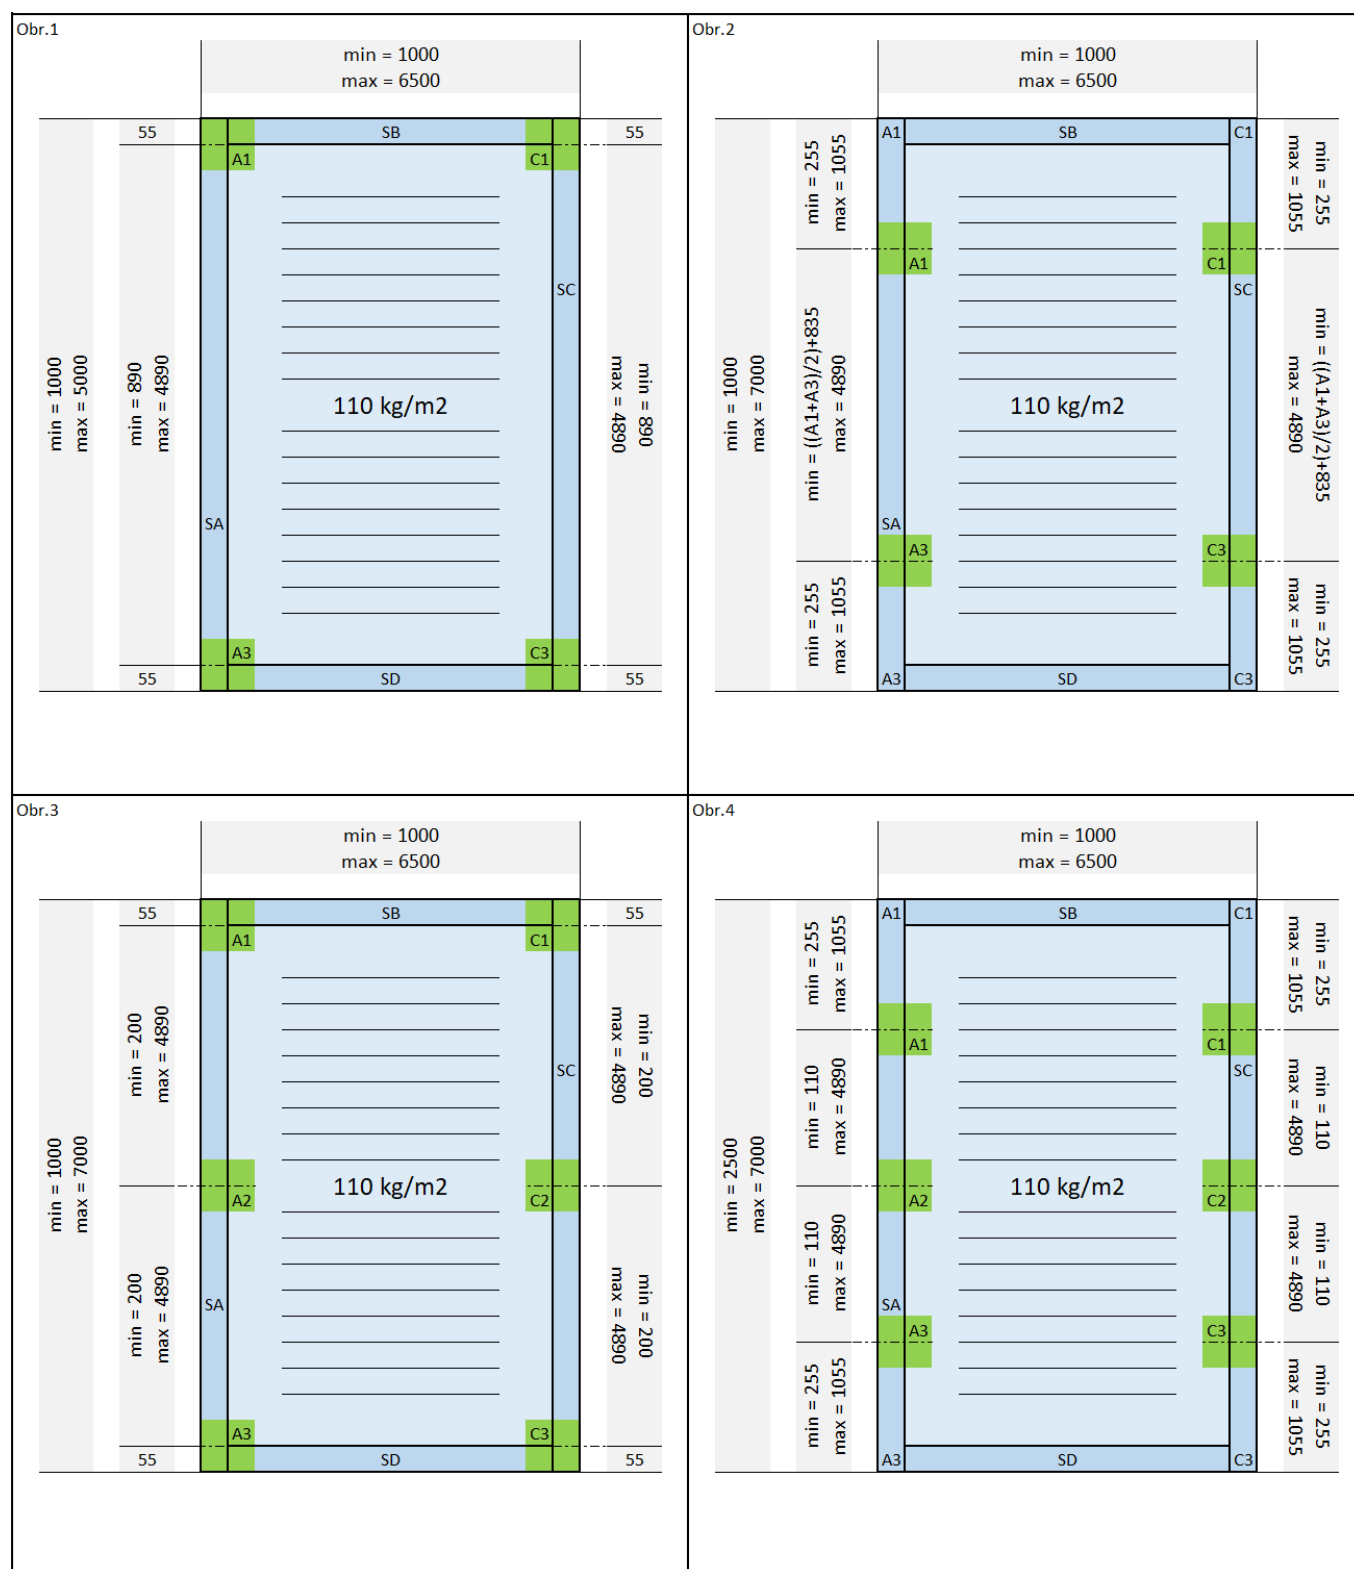 Obr.1
min = 1000
max = 6500
55
SB
55
A1
C1
SC
min = 1000
max = 5000
min = 890
max = 4890
110 kg/m2
min = 890
max = 4890
SA
A3
C3
55
SD
55
Obr.2
min = 1000
max = 6500
A1
SB
C1
min = 255
max = 1055
min = 255
max = 1055
A1
C1
SC
min = 1000
max = 7000
min = ((A1+A3)/2)+835
max = 4890
110 kg/m2
min = ((A1+A3)/2)+835
max = 4890
SA
A3
C3
min = 255
max = 1055
min = 255
max = 1055
A3
SD
C3
Obr.3
min = 1000
max = 6500
55
SB
55
A1
C1
min = 200
max = 4890
min = 200
max = 4890
SC
min = 1000
max = 7000
110 kg/m2
A2
C2
min = 200
max = 4890
min = 200
max = 4890
SA
A3
C3
55
SD
55
Obr.4
min = 1000
max = 6500
A1
SB
C1
min = 255
max = 1055
min = 255
max = 1055
A1
C1
SC
min = 110
max = 4890
min = 110
max = 4890
min = 2500
max = 7000
110 kg/m2
A2
C2
min = 110
max = 4890
min = 110
max = 4890
SA
A3
C3
min = 255
max = 1055
min = 255
max = 1055
A3
SD
C3